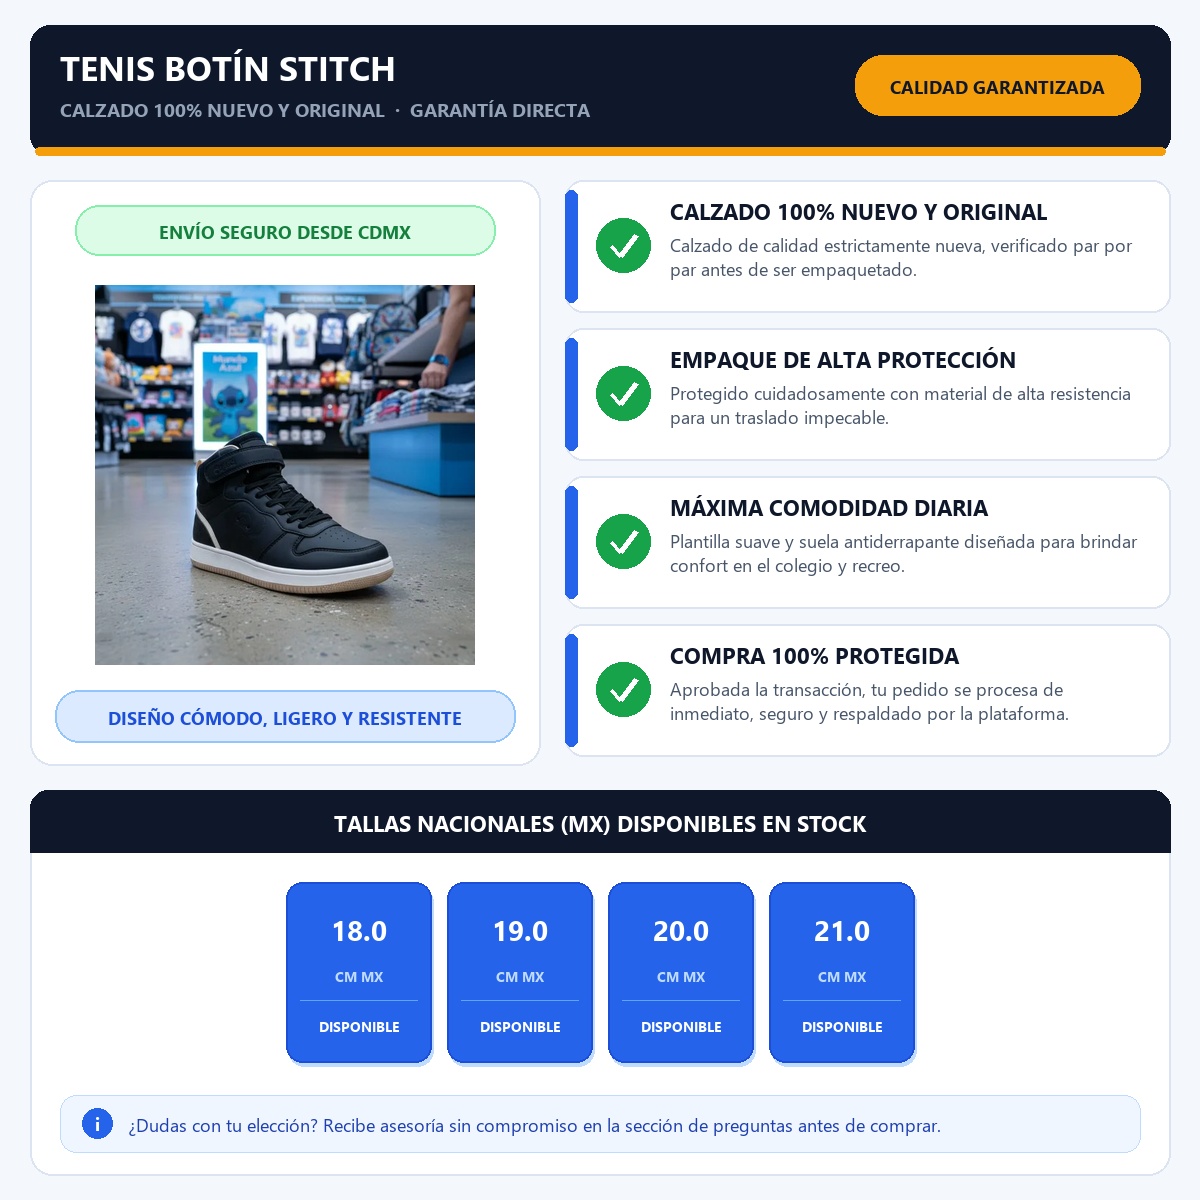 TENIS BOTÍN STITCH
CALZADO 100% NUEVO Y ORIGINAL · GARANTÍA DIRECTA
CALIDAD GARANTIZADA
ENVÍO SEGURO DESDE CDMX
Mundo
Azul
DISEÑO CÓMODO, LIGERO Y RESISTENTE
CALZADO 100% NUEVO Y ORIGINAL
Calzado de calidad estrictamente nueva, verificado par por
par antes de ser empaquetado.
EMPAQUE DE ALTA PROTECCIÓN
Protegido cuidadosamente con material de alta resistencia
para un traslado impecable.
MÁXIMA COMODIDAD DIARIA
Plantilla suave y suela antiderrapante diseñada para brindar
confort en el colegio y recreo.
COMPRA 100% PROTEGIDA
Aprobada la transacción, tu pedido se procesa de
inmediato, seguro y respaldado por la plataforma.
TALLAS NACIONALES (MX) DISPONIBLES EN STOCK
18.0
CM MX
DISPONIBLE
19.0
CM MX
DISPONIBLE
20.0
CM MX
DISPONIBLE
21.0
CM MX
DISPONIBLE
¿Dudas con tu elección? Recibe asesoría sin compromiso en la sección de preguntas antes de comprar.